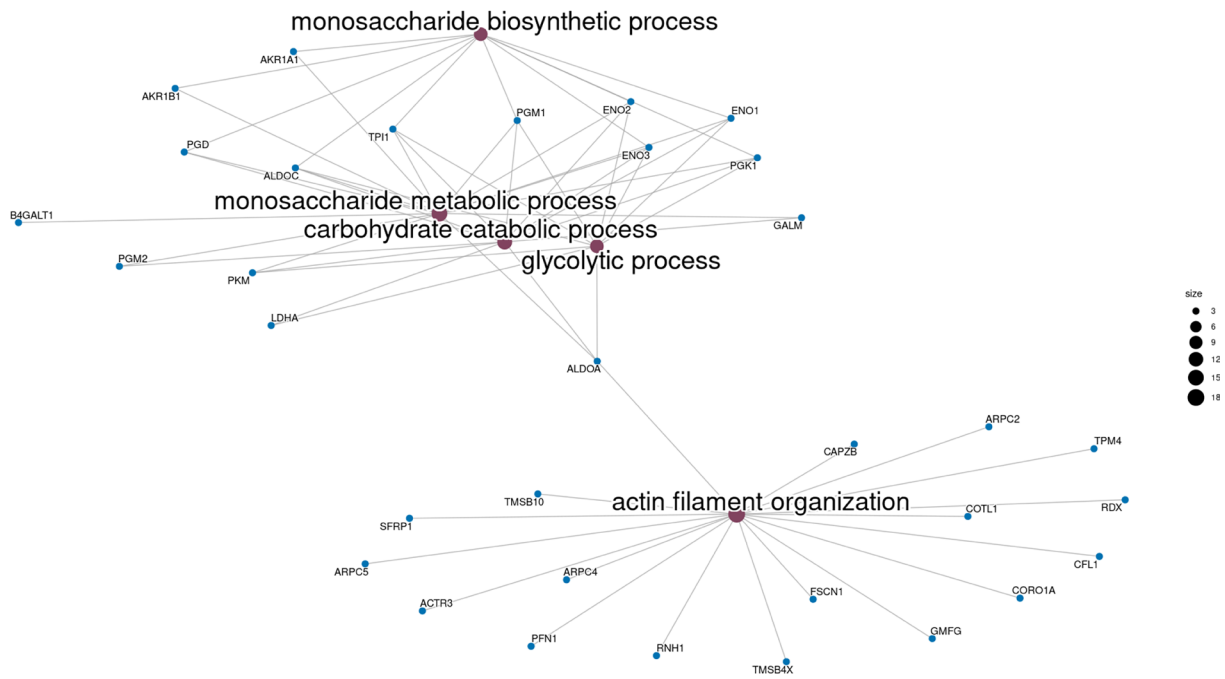 monosaccharide biosynthetic process
AKR1A1
AKR1B1
PGM1
ENO2
ENO1
TPI1
PGD
ENO3
PGK1
ALDOC
monosaccharide metabolic process
B4GALT1
GALM
carbohydrate catabolic process
PGM2
glycolytic process
PKM
size
3
LDHA
6
9
12
ALDOA
15
18
ARPC2
TPM4
CAPZB
TMSB10
actin filament organization
RDX
COTL1
SFRP1
CFL1
ARPC5
ARPC4
FSCN1
CORO1A
ACTR3
GMFG
PFN1
RNH1
TMSB4X